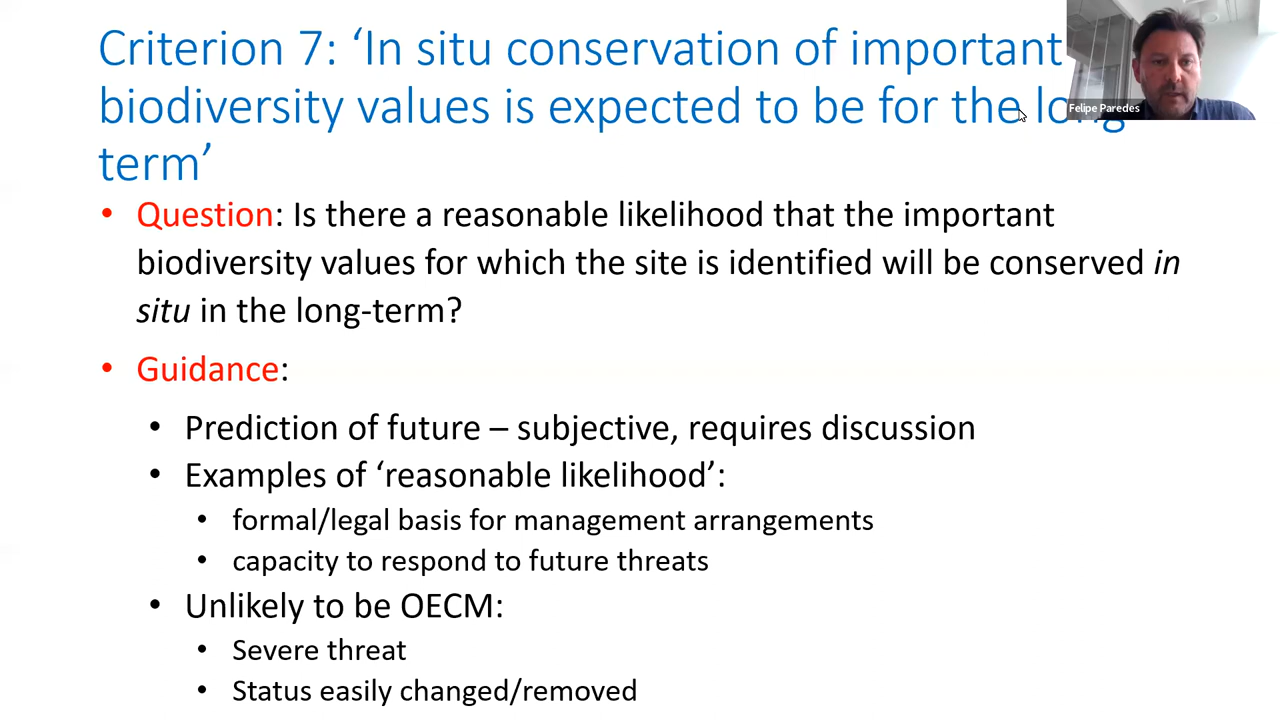 Criterion 7: ‘In situ conservation of important
biodiversity values is expected to be for the long
term’
Felipe Paredes
• Question: Is there a reasonable likelihood that the important
biodiversity values for which the site is identified will be conserved in
situ in the long-term?
• Guidance:
• Prediction of future – subjective, requires discussion
• Examples of ‘reasonable likelihood’:
• formal/legal basis for management arrangements
• capacity to respond to future threats
• Unlikely to be OECM:
• Severe threat
• Status easily changed/removed